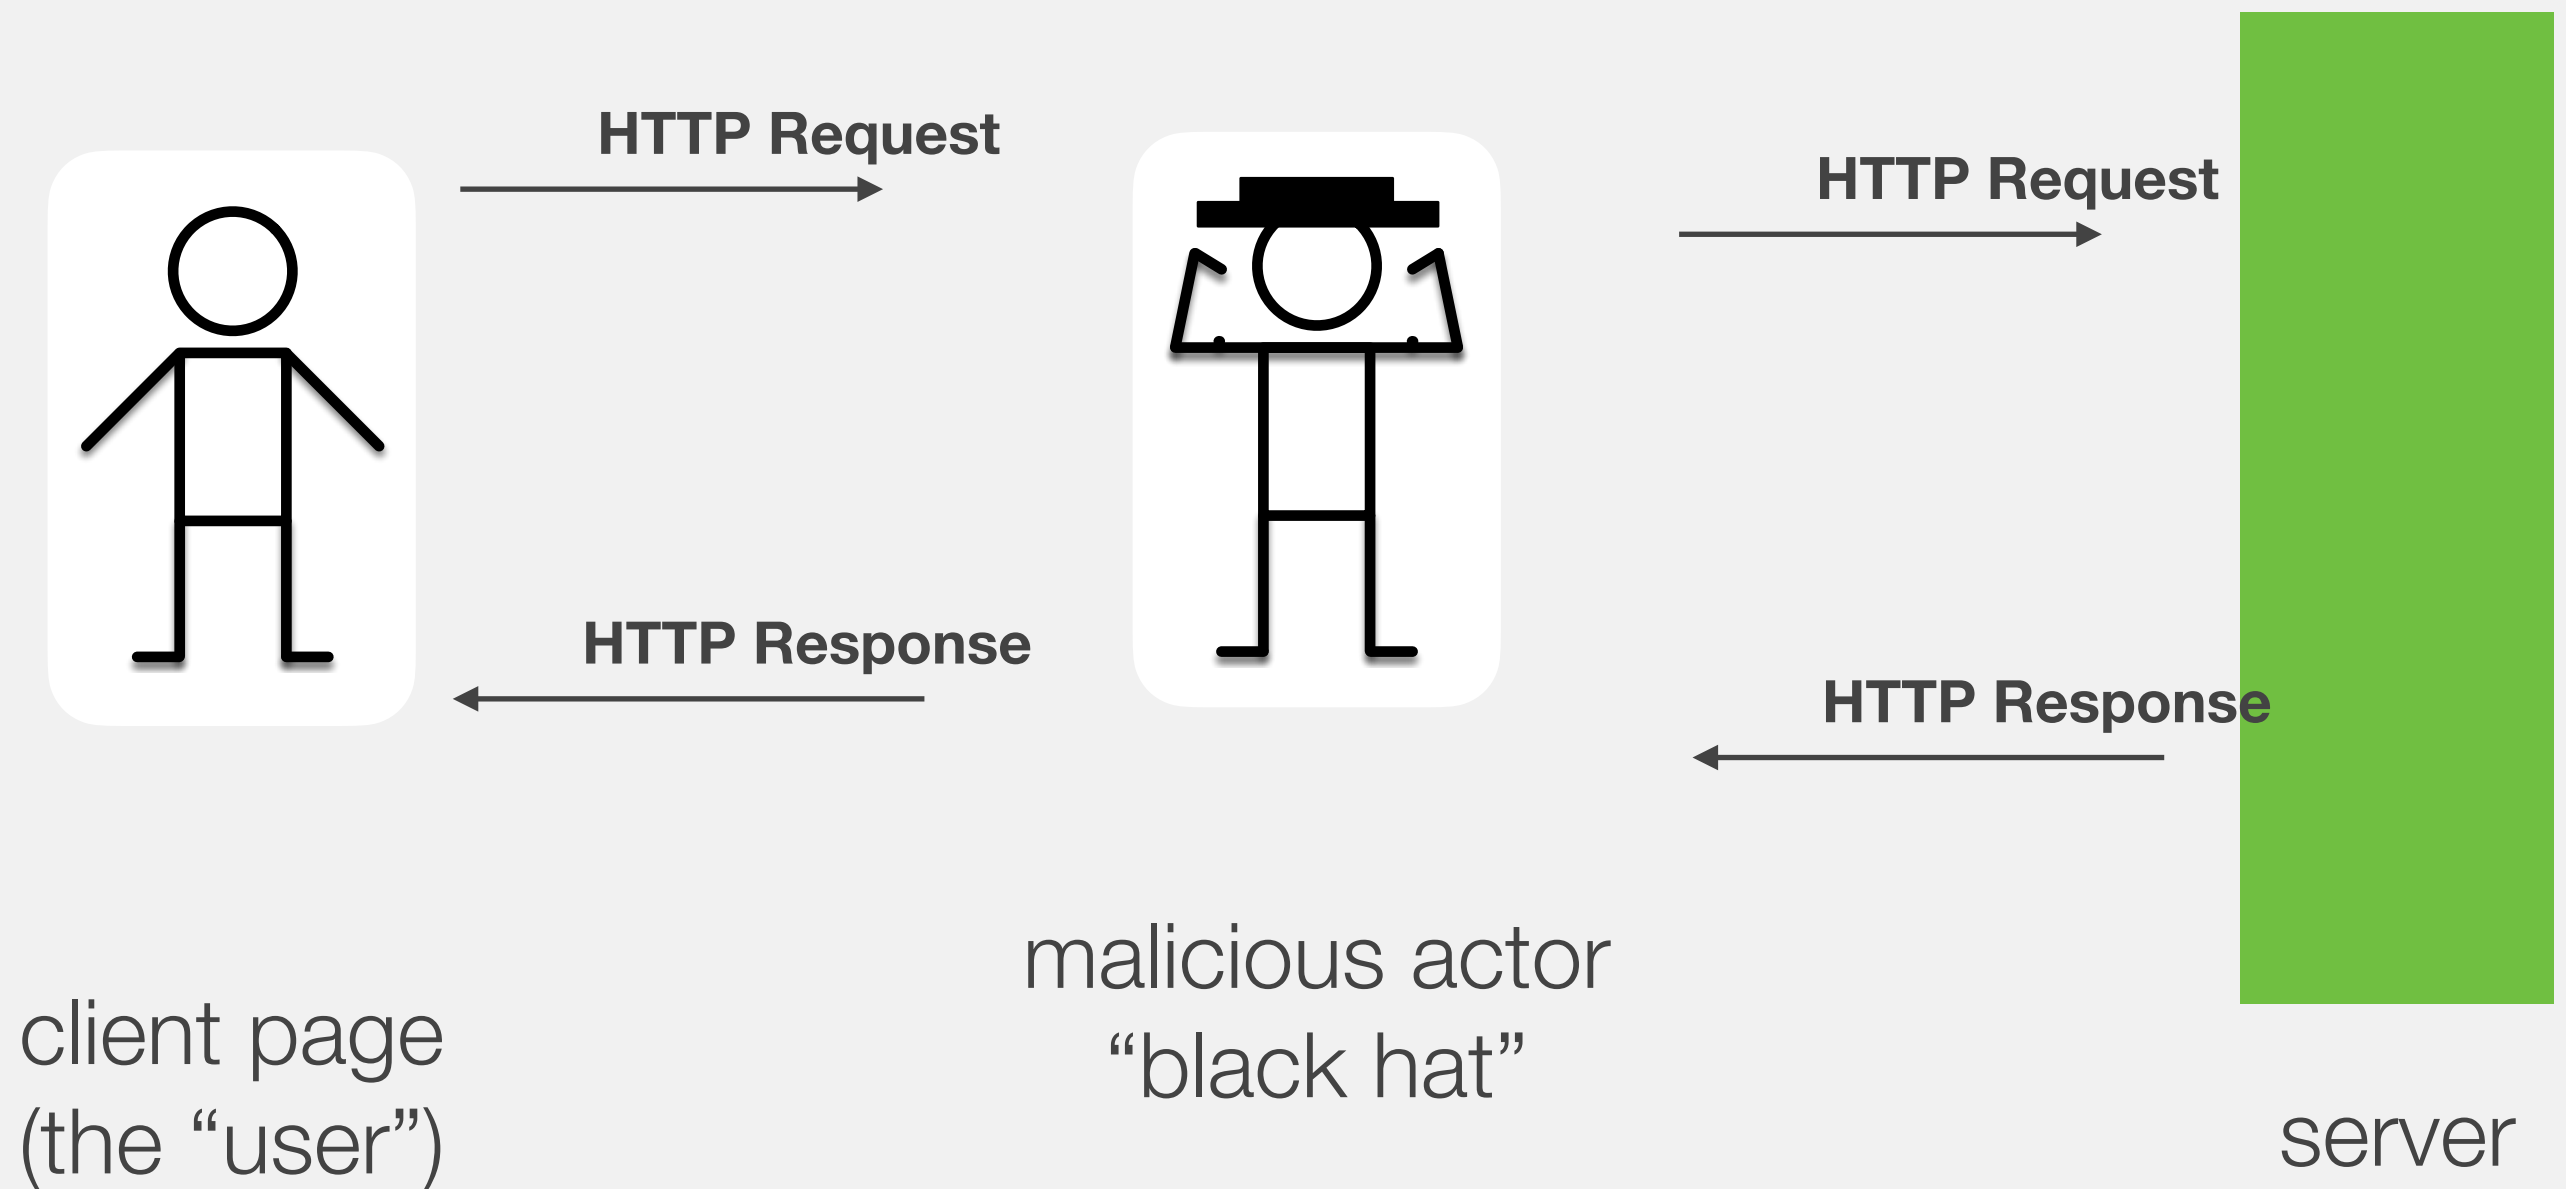 HTTP Request
HTTP Request
HTTP Response
HTTP Response
malicious actor
“black hat”
client page
(the “user”)
server